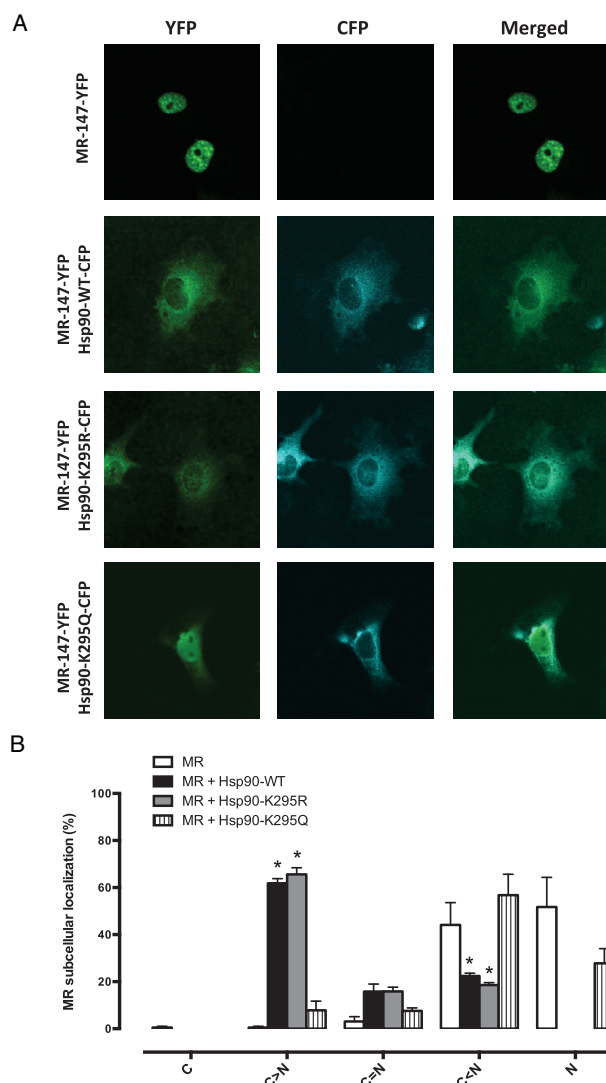 A
YFP
CFP
Merged
MR-147-YFP
MR-147-YFP
Hsp90-WT-CFP
MR-147-YFP
Hsp90-K295R-CFP
MR-147-YFP
Hsp90-K295Q-CFP
B
MR
MR + Hsp90-WT
MR + Hsp90-K295R
MR + Hsp90-K295Q
MR subcellular localization (%)
100
80
60
40
20
0
* *
* *
C
C>N
C=N
C<N
N